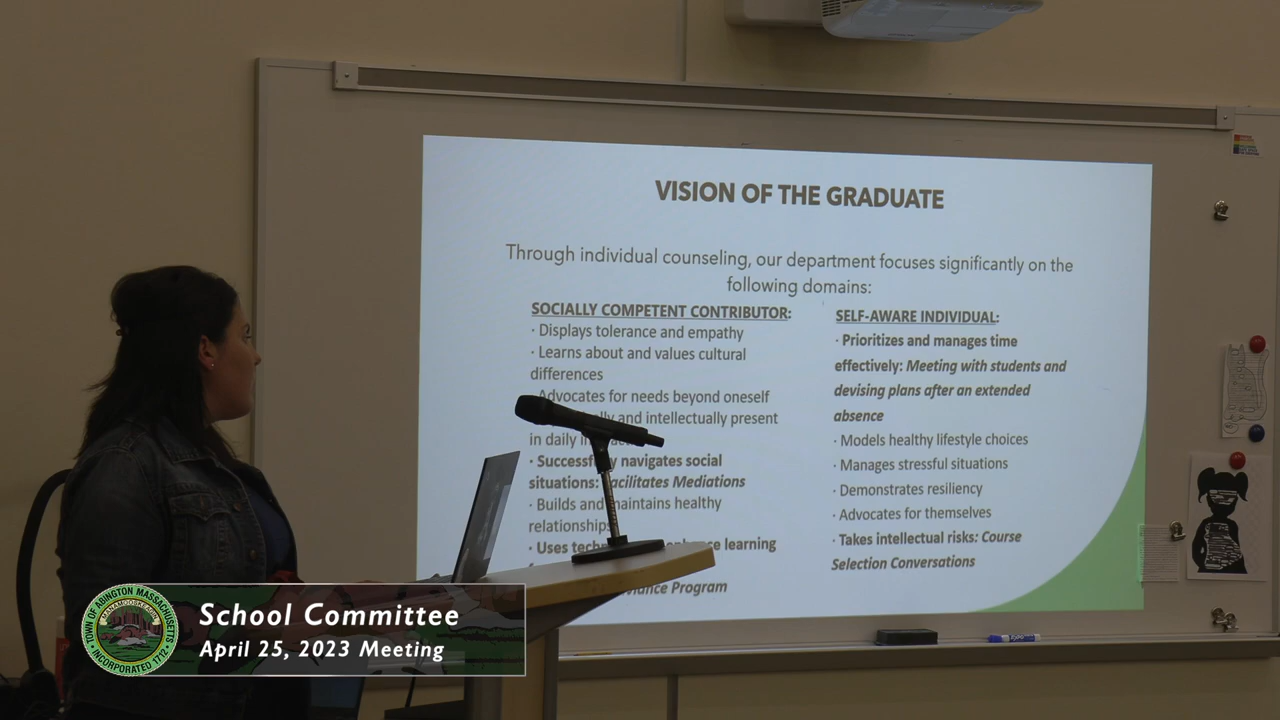 VISION OF THE GRADUATE
Through individual counseling, our department focuses significantly on the
following domains:
SOCIALLY COMPETENT CONTRIBUTOR:
· Displays tolerance and empathy
· Learns about and values cultural
differences
Advocates for needs beyond oneself
and intellectually present
in daily
· Successfully navigates social
situations: Facilitates Mediations
· Builds and maintains healthy
relationships
· Uses learning
Program
SELF-AWARE INDIVIDUAL:
· Prioritizes and manages time
effectively: Meeting with students and
devising plans after an extended
absence
· Models healthy lifestyle choices
· Manages stressful situations
· Demonstrates resiliency
· Advocates for themselves
· Takes intellectual risks: Course
Selection Conversations
EXPO
TOWN OF ABINGTON MASSACHUSETTS
MANAMOOSKEAGIN
· INCORPORATED 1712 ·
School Committee
April 25, 2023 Meeting